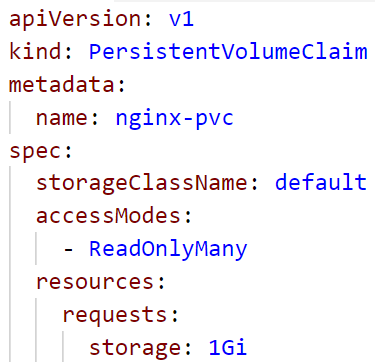 apiVersion: v1
kind: PersistentVolumeClaim
metadata:
  name: nginx-pvc
spec:
  storageClassName: default
  accessModes:
    - ReadOnlyMany
  resources:
    requests:
      storage: 1Gi